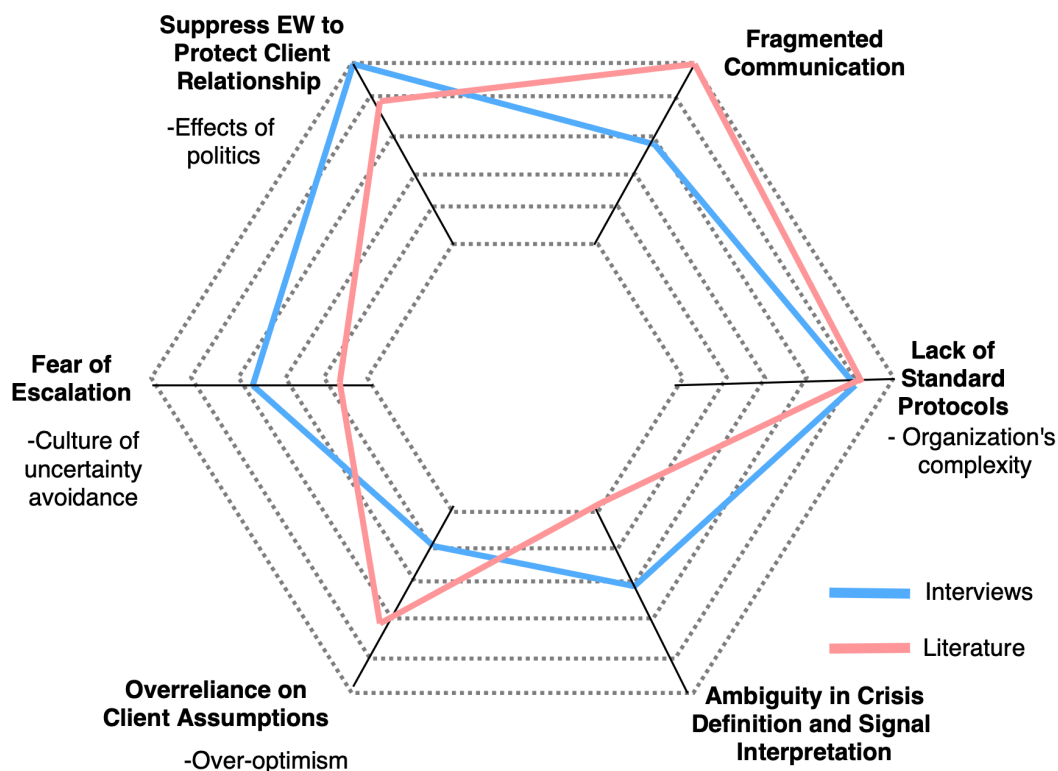 Suppress EW to
Protect Client
Relationship
-Effects of
politics
Fragmented
Communication
Fear of
Escalation
-Culture of
uncertainty
avoidance
Lack of
Standard
Protocols
- Organization's
complexity
Interviews
Literature
Overreliance on
Client Assumptions
-Over-optimism
Ambiguity in Crisis
Definition and Signal
Interpretation